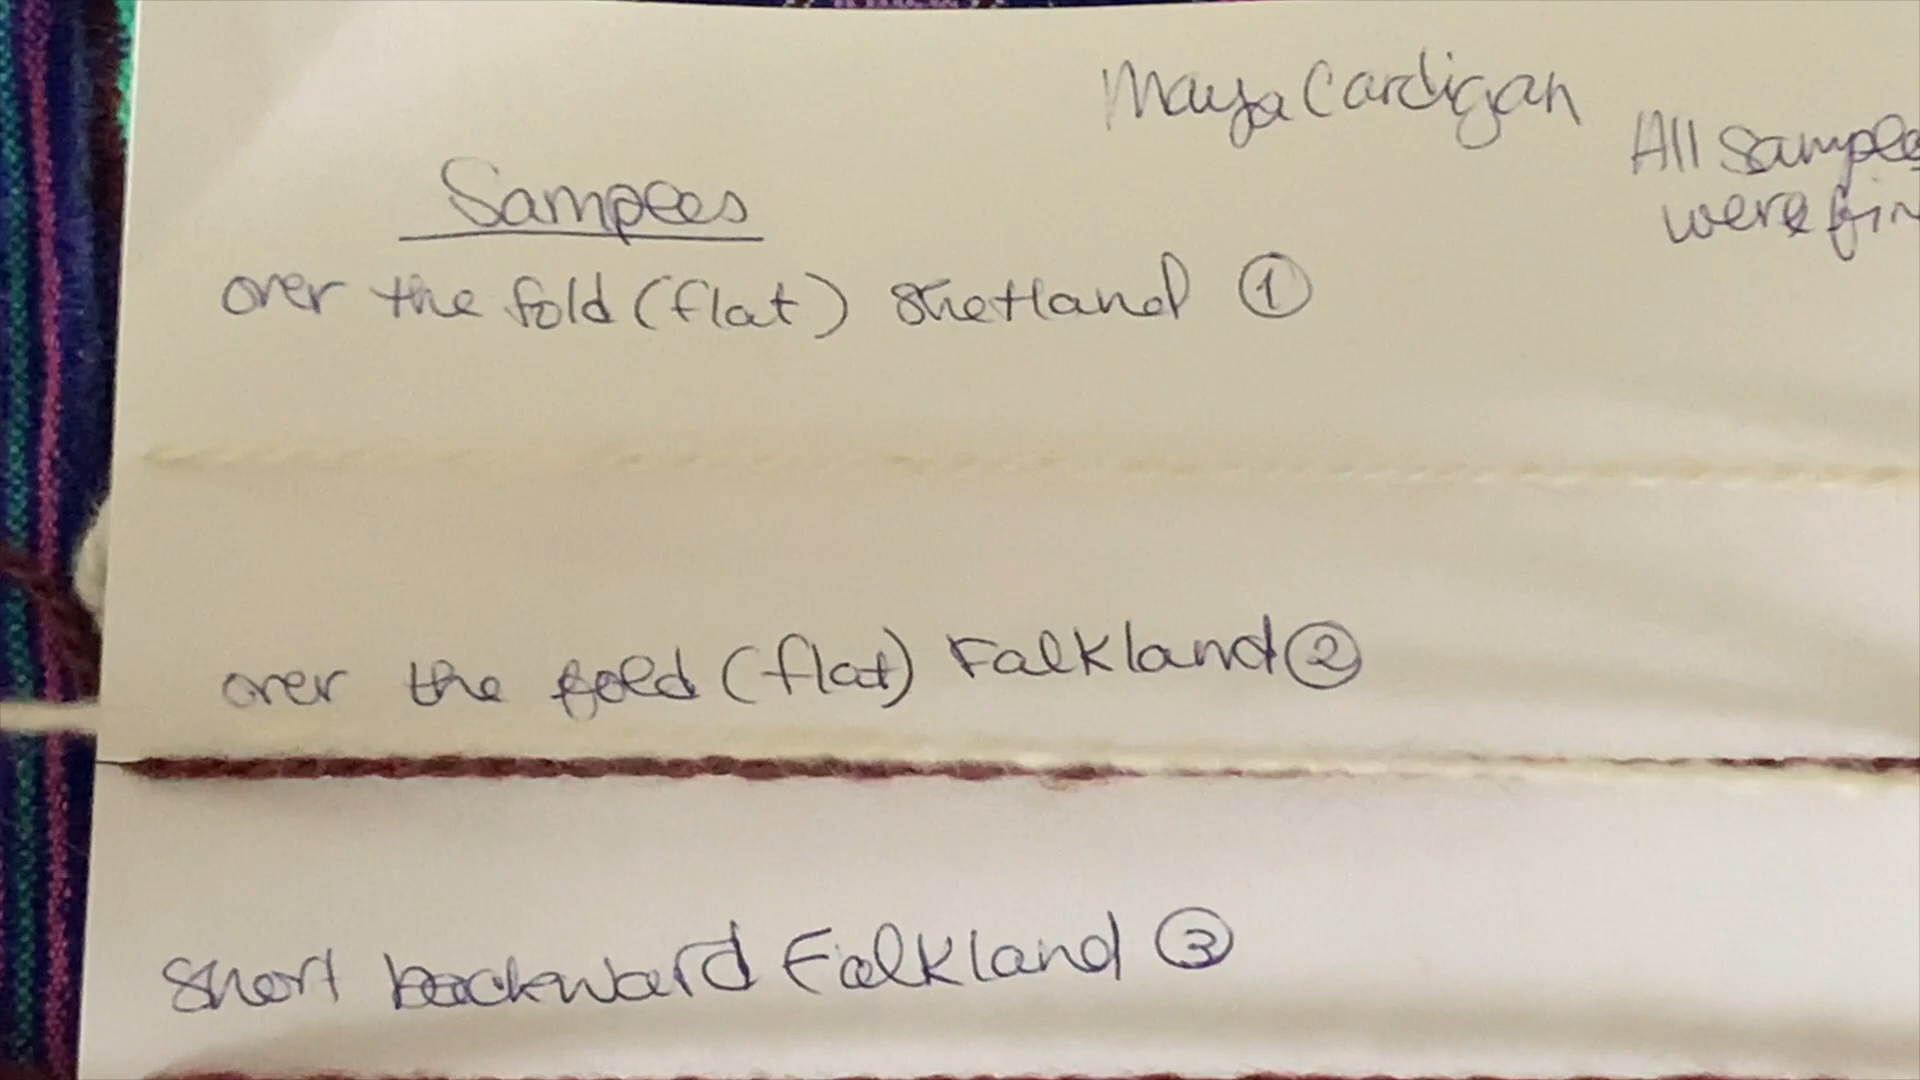 Maya Cardigan
All samples
were fin
Samples
over the fold (flat) Shetland ①
over the fold (flat) Falkland ②
Short backward Falkland ③